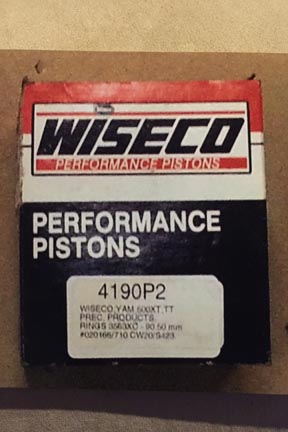 WISECO
PERFORMANCE PISTONS
PERFORMANCE
PISTONS
4190P2
WISECO,YAM 600XT,TT
PREC. PRODUCTS
RINGS 3563XC - 90.50 mm
#020166/710 CW20/S423